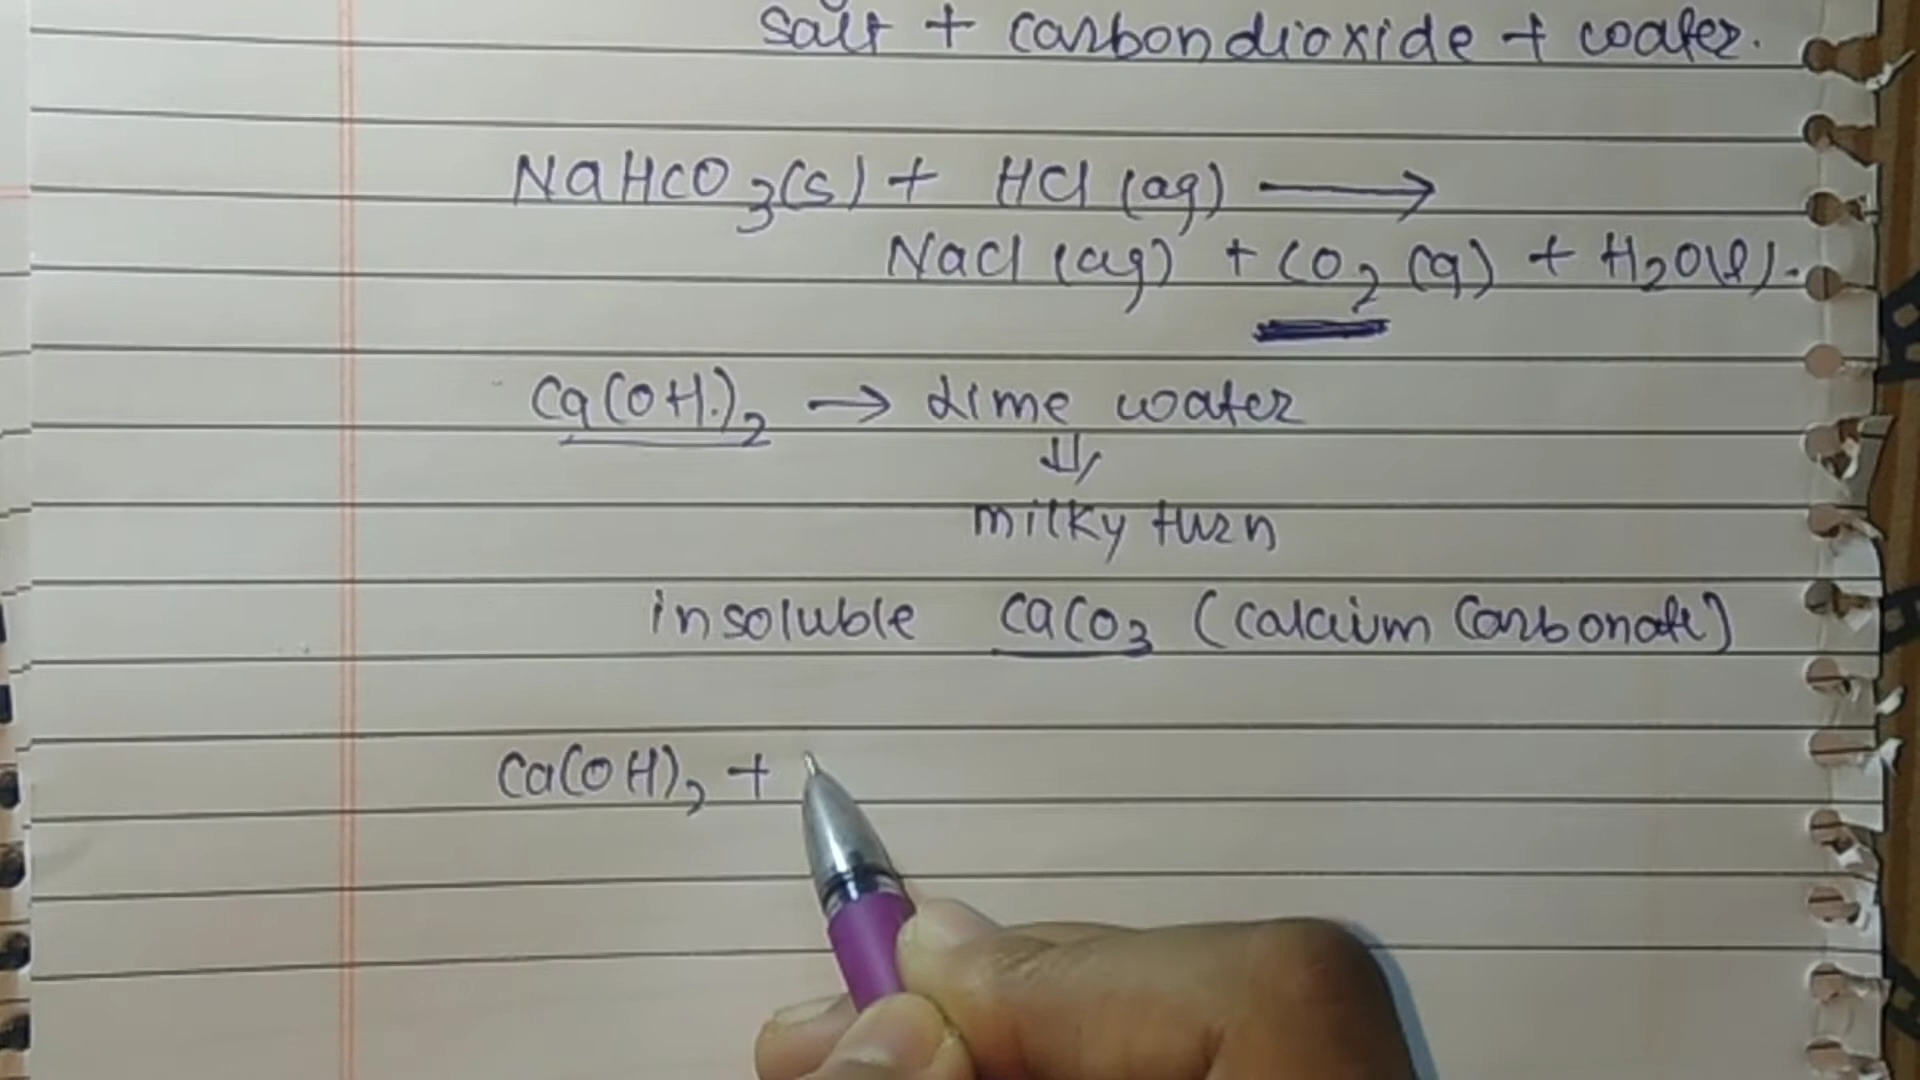 salt + carbondioxide + water.
NaHCO₃(s) + HCl (aq) ⟶
NaCl (aq) + CO₂ (g) + H₂O(l).
Ca(OH)₂ → Lime water
⇓
milky turn
insoluble CaCO₃ (Calcium Carbonate)
Ca(OH)₂ +